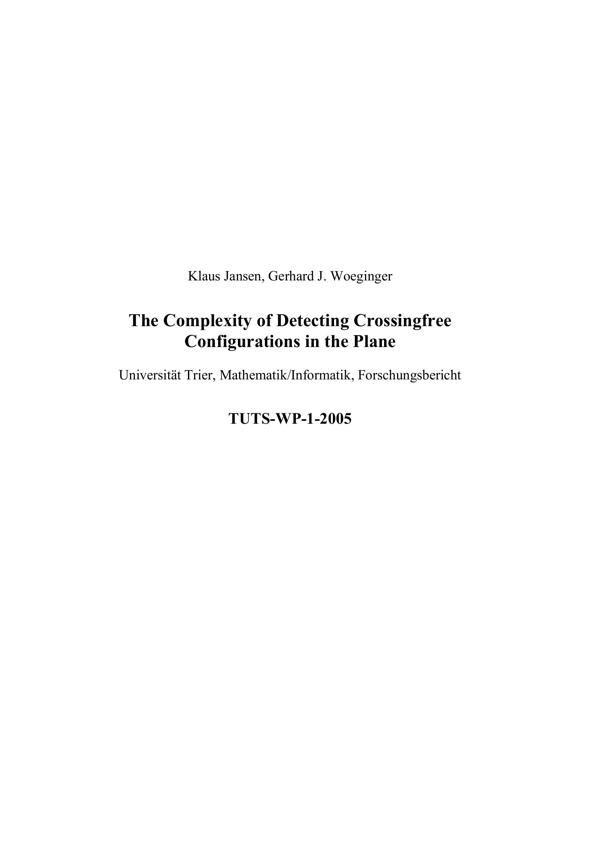 Klaus Jansen, Gerhard J. Woeginger
The Complexity of Detecting Crossingfree
Configurations in the Plane
Universität Trier, Mathematik/Informatik, Forschungsbericht
TUTS-WP-1-2005